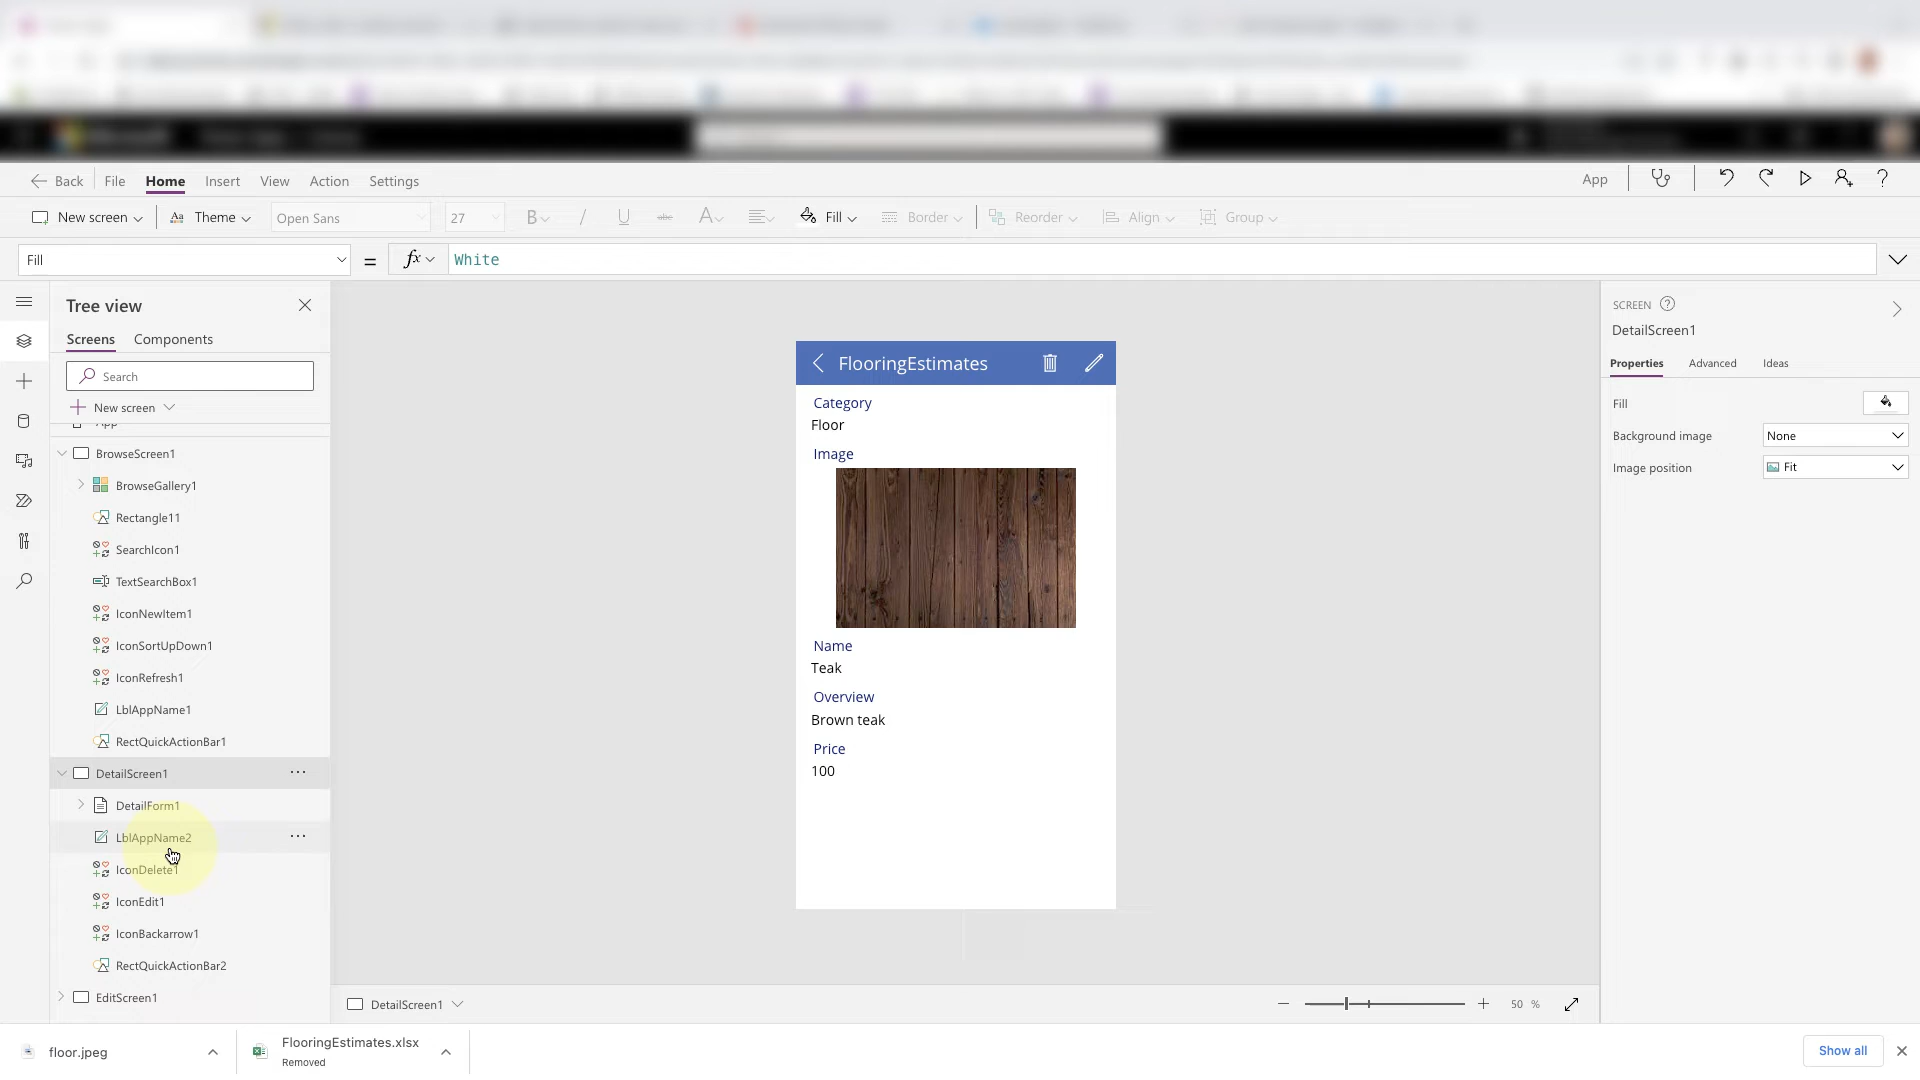 Back File Home Insert View Action Settings App
New screen Theme Open Sans 27 B / U abc A Fill Border Reorder Align Group
Fill = fx White
Tree view
Screens Components
Search
New screen
App
BrowseScreen1
BrowseGallery1
Rectangle11
SearchIcon1
TextSearchBox1
IconNewItem1
IconSortUpDown1
IconRefresh1
LblAppName1
RectQuickActionBar1
DetailScreen1
DetailForm1
LblAppName2
IconDelete1
IconEdit1
IconBackarrow1
RectQuickActionBar2
EditScreen1
FlooringEstimates
Category
Floor
Image
Name
Teak
Overview
Brown teak
Price
100
SCREEN
DetailScreen1
Properties Advanced Ideas
Fill
Background image None
Image position Fit
DetailScreen1 50 %
floor.jpeg
FlooringEstimates.xlsx
Removed
Show all